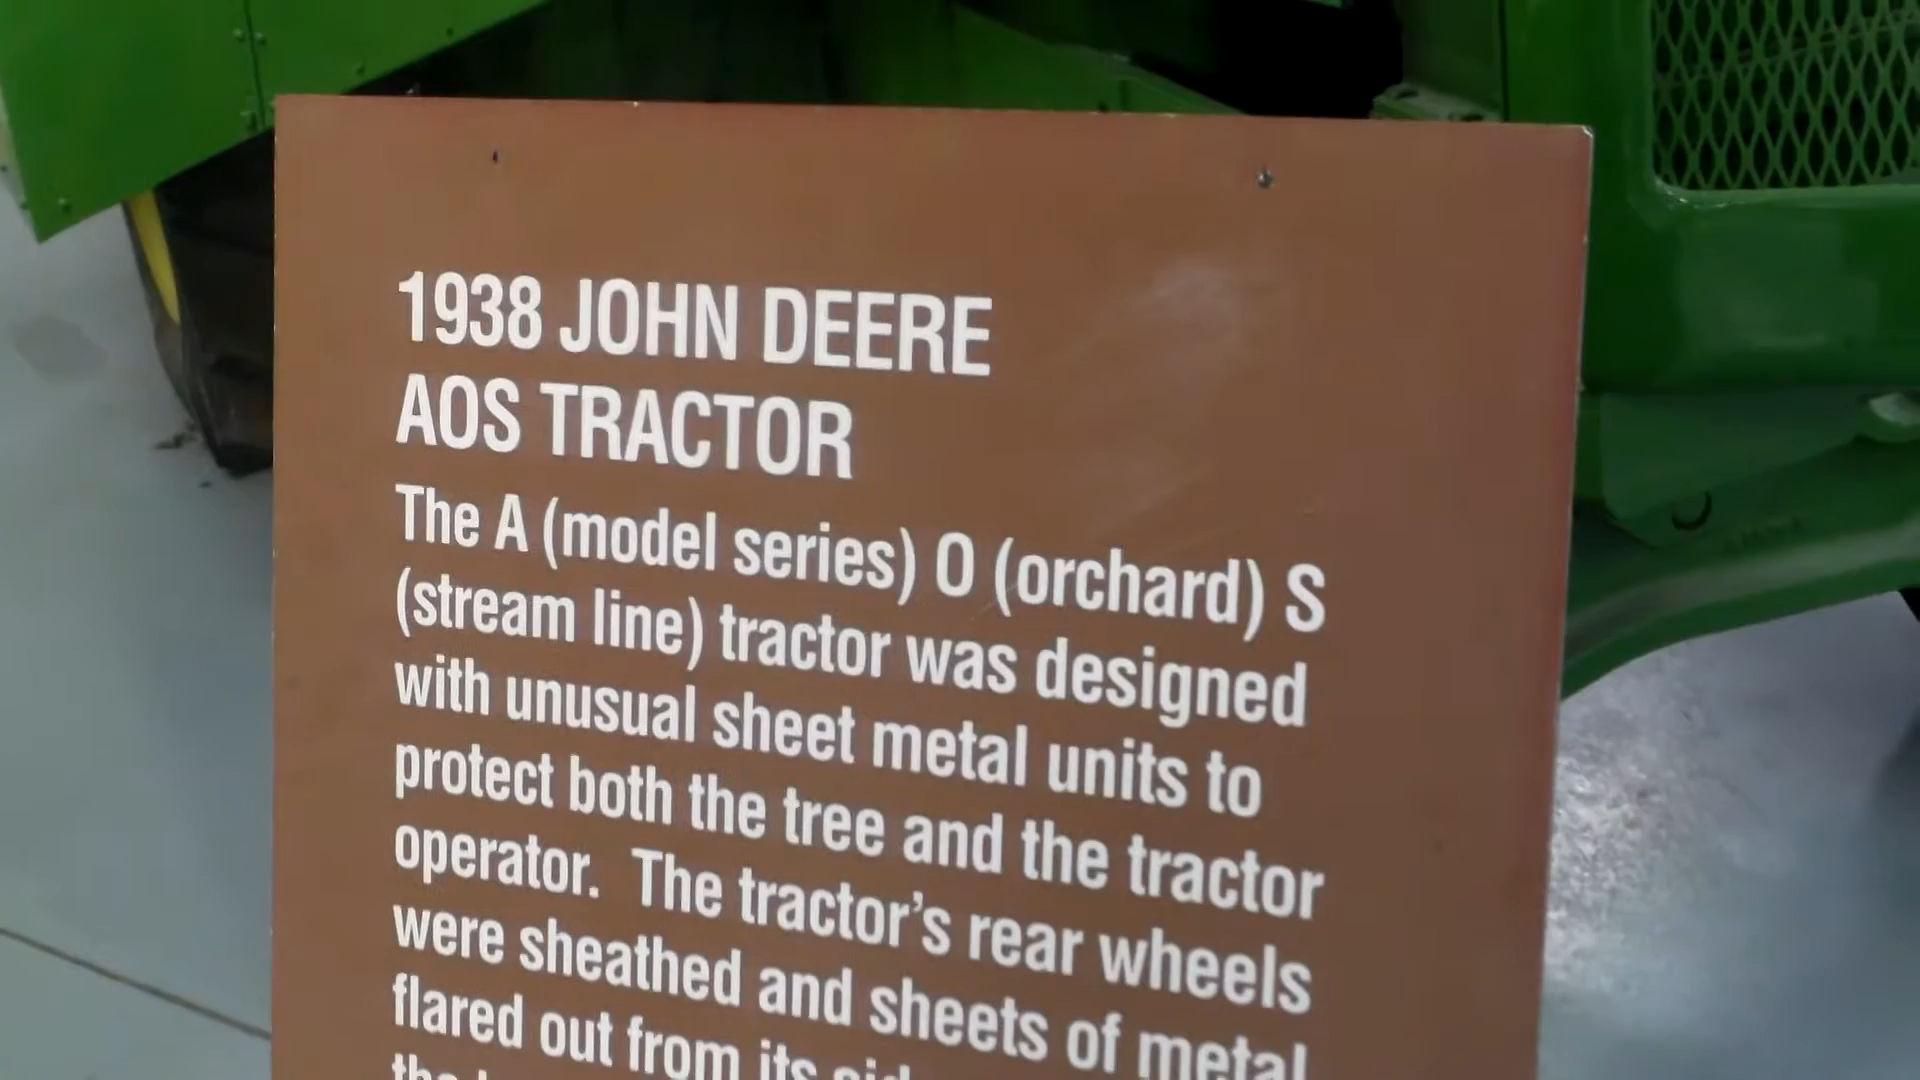 1938 JOHN DEERE
AOS TRACTOR
The A (model series) O (orchard) S
(stream line) tractor was designed
with unusual sheet metal units to
protect both the tree and the tractor
operator.  The tractor's rear wheels
were sheathed and sheets of metal
flared out from its